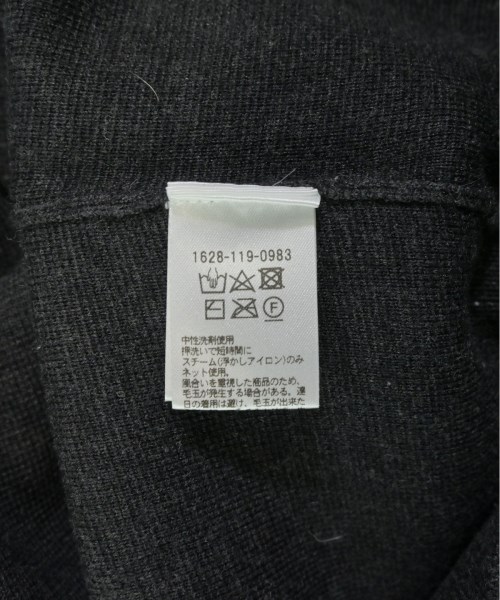 1628-119-0983
F
中性洗剤使用
押洗いで短時間に
スチーム(浮かしアイロン)のみ
ネット使用。
風合いを重視した商品のため、
毛玉が発生する場合がある。連
日の着用は避け、毛玉が出来た